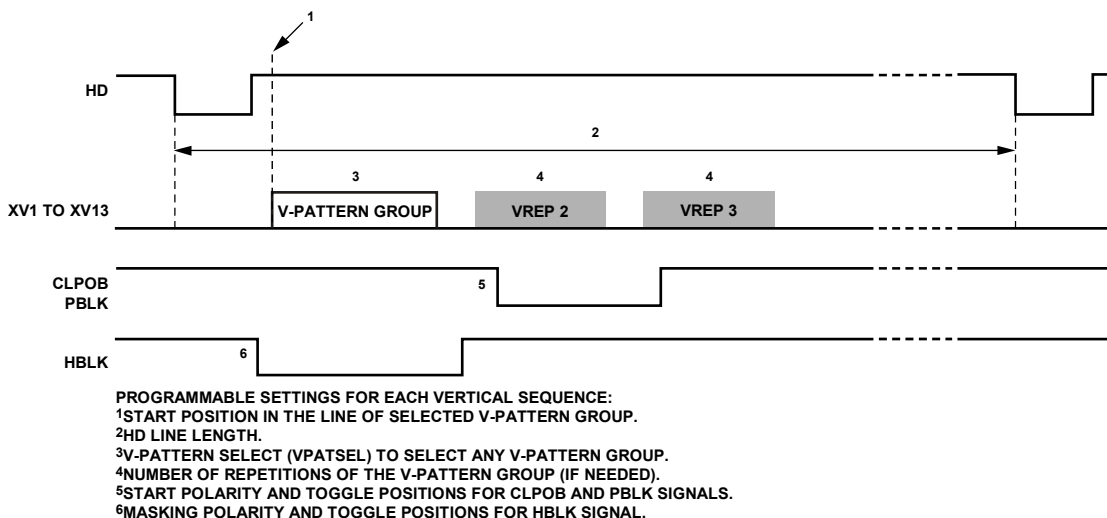 1
HD
2
3 4 4
XV1 TO XV13 V-PATTERN GROUP VREP 2 VREP 3
CLPOB
PBLK
5
HBLK
6
PROGRAMMABLE SETTINGS FOR EACH VERTICAL SEQUENCE:
1START POSITION IN THE LINE OF SELECTED V-PATTERN GROUP.
2HD LINE LENGTH.
3V-PATTERN SELECT (VPATSEL) TO SELECT ANY V-PATTERN GROUP.
4NUMBER OF REPETITIONS OF THE V-PATTERN GROUP (IF NEEDED).
5START POLARITY AND TOGGLE POSITIONS FOR CLPOB AND PBLK SIGNALS.
6MASKING POLARITY AND TOGGLE POSITIONS FOR HBLK SIGNAL.